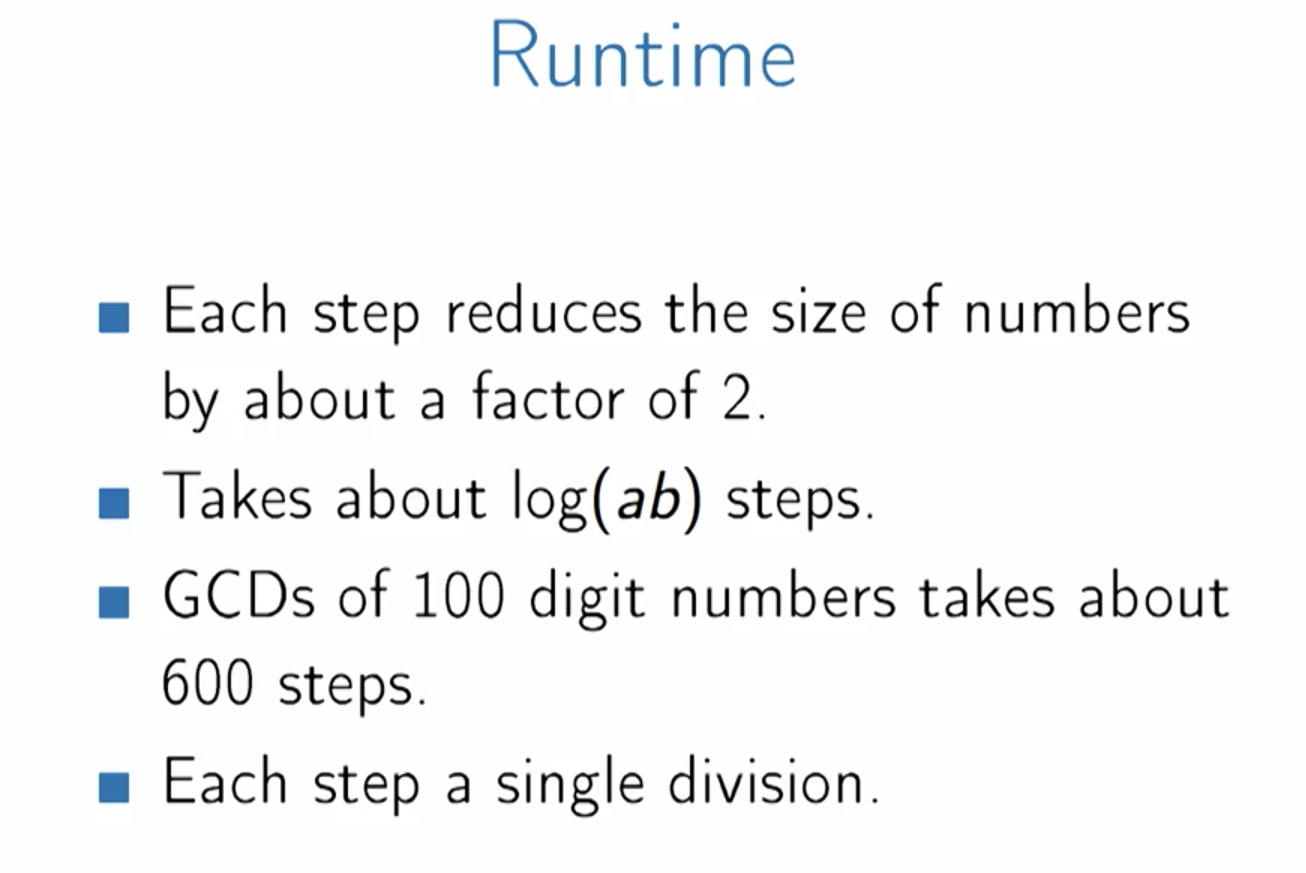 Runtime
Each step reduces the size of numbers
by about a factor of 2.
Takes about log(ab) steps.
GCDs of 100 digit numbers takes about
600 steps.
Each step a single division.